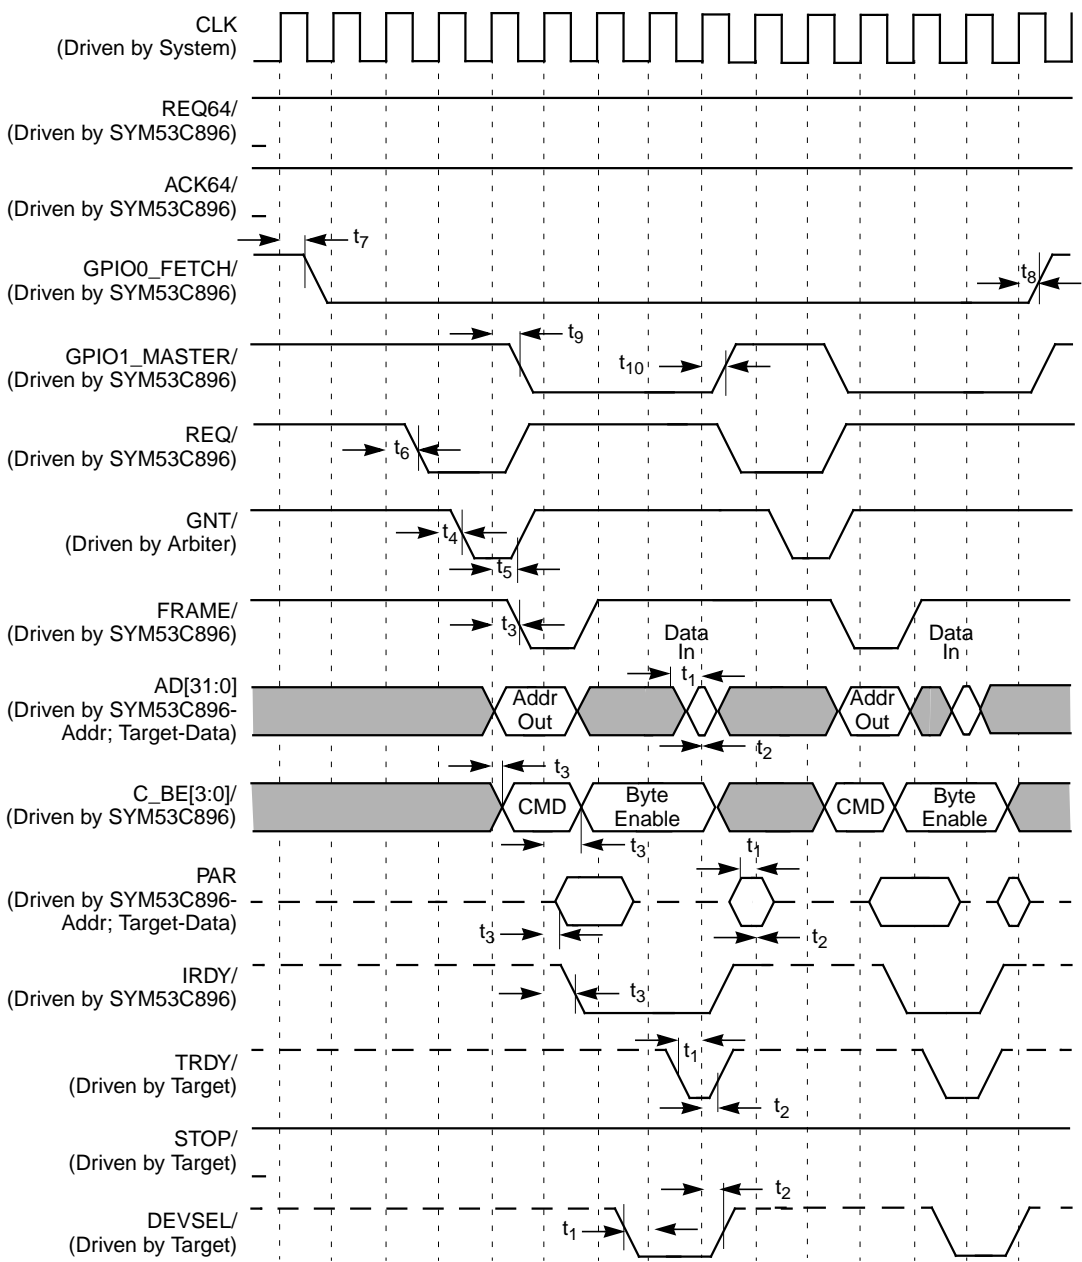 CLK
(Driven by System)
REQ64/
(Driven by SYM53C896)
ACK64/
(Driven by SYM53C896)
t7
GPIO0_FETCH/
(Driven by SYM53C896)
t8
t9
GPIO1_MASTER/
(Driven by SYM53C896)
t10
REQ/
(Driven by SYM53C896)
t6
GNT/
(Driven by Arbiter)
t4
t5
FRAME/
(Driven by SYM53C896)
t3
Data
In
Data
In
AD[31:0]
(Driven by SYM53C896-
Addr; Target-Data)
t1
Addr
Out
Addr
Out
t2
t3
C_BE[3:0]/
(Driven by SYM53C896)
CMD
Byte
Enable
CMD
Byte
Enable
t3
t1
PAR
(Driven by SYM53C896-
Addr; Target-Data)
t3
t2
IRDY/
(Driven by SYM53C896)
t3
TRDY/
(Driven by Target)
t1
t2
STOP/
(Driven by Target)
t2
DEVSEL/
(Driven by Target)
t1